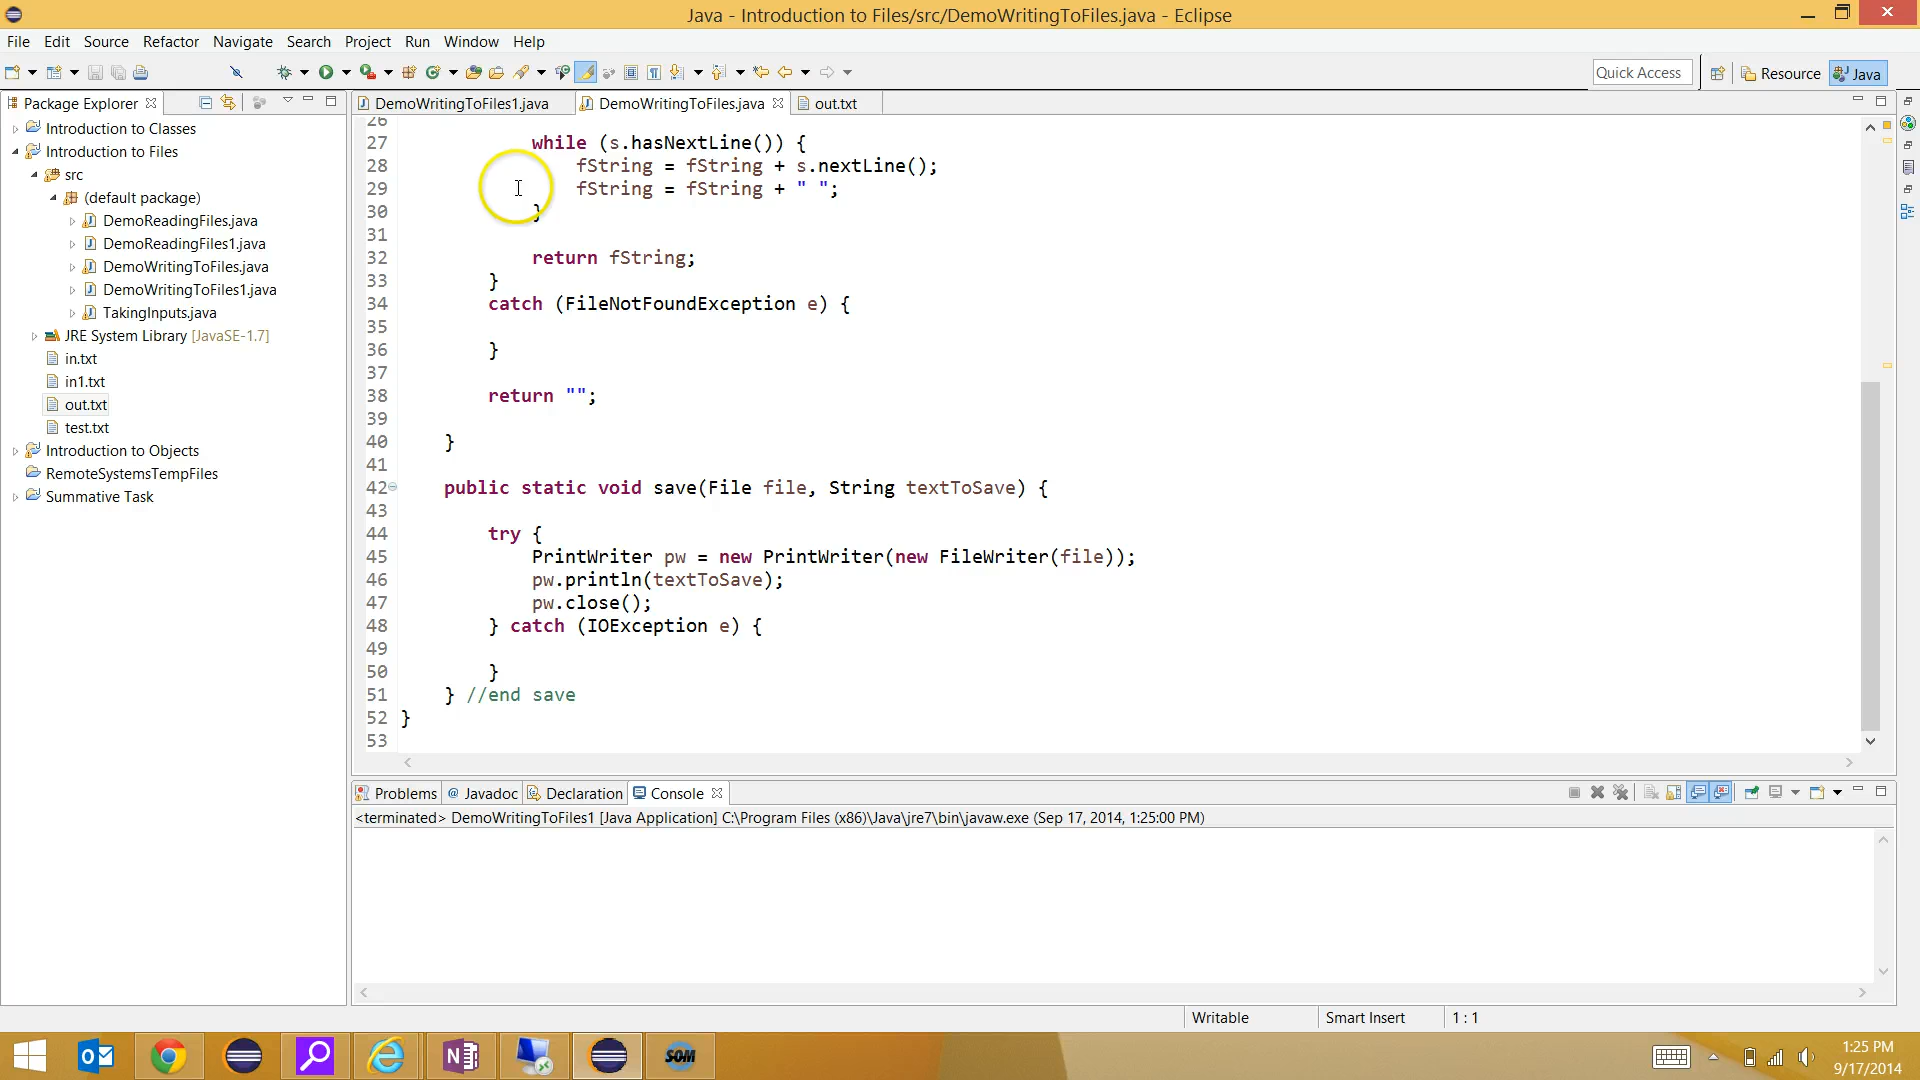 Java - Introduction to Files/src/DemoWritingToFiles.java - Eclipse
File Edit Source Refactor Navigate Search Project Run Window Help
Quick Access
Resource
Java
Package Explorer
DemoWritingToFiles1.java
DemoWritingToFiles.java
out.txt
Introduction to Classes
Introduction to Files
src
(default package)
DemoReadingFiles.java
DemoReadingFiles1.java
DemoWritingToFiles.java
DemoWritingToFiles1.java
TakingInputs.java
JRE System Library [JavaSE-1.7]
in.txt
in1.txt
out.txt
test.txt
Introduction to Objects
RemoteSystemsTempFiles
Summative Task
26
27 while (s.hasNextLine()) {
28 fString = fString + s.nextLine();
29 fString = fString + " ";
30 }
31
32 return fString;
33 }
34 catch (FileNotFoundException e) {
35
36 }
37
38 return "";
39
40 }
41
42 public static void save(File file, String textToSave) {
43
44 try {
45 PrintWriter pw = new PrintWriter(new FileWriter(file));
46 pw.println(textToSave);
47 pw.close();
48 } catch (IOException e) {
49
50 }
51 } //end save
52 }
53
Problems @ Javadoc Declaration Console
<terminated> DemoWritingToFiles1 [Java Application] C:\Program Files (x86)\Java\jre7\bin\javaw.exe (Sep 17, 2014, 1:25:00 PM)
Writable
Smart Insert
1 : 1
SOM
1:25 PM
9/17/2014